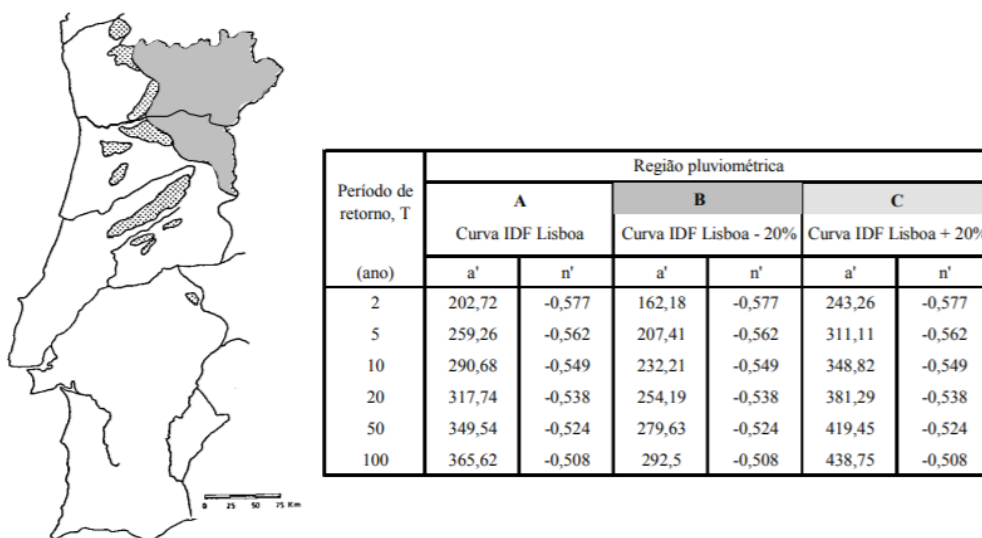 Região pluviométrica
Período de retorno, T
A B C
Curva IDF Lisboa Curva IDF Lisboa - 20% Curva IDF Lisboa + 20%
(ano) a' n' a' n' a' n'
2 202,72 -0,577 162,18 -0,577 243,26 -0,577
5 259,26 -0,562 207,41 -0,562 311,11 -0,562
10 290,68 -0,549 232,21 -0,549 348,82 -0,549
20 317,74 -0,538 254,19 -0,538 381,29 -0,538
50 349,54 -0,524 279,63 -0,524 419,45 -0,524
100 365,62 -0,508 292,5 -0,508 438,75 -0,508
0 25 50 75 Km